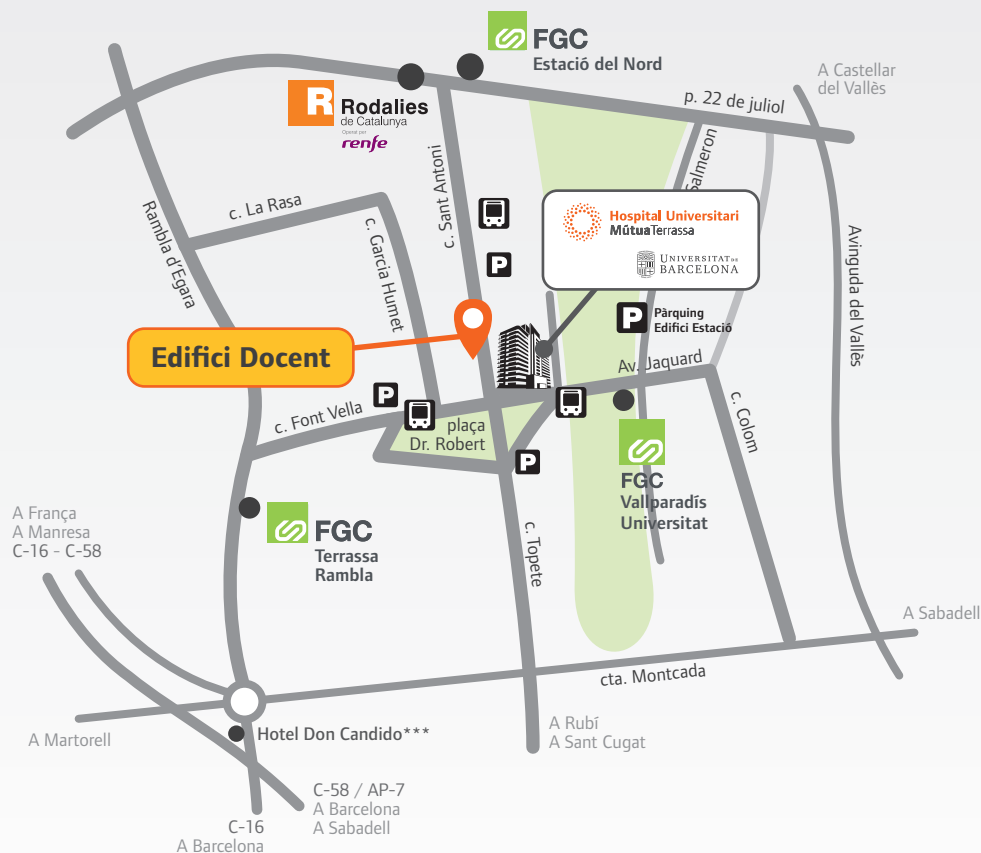 FGC
Estació del Nord
A Castellar
del Vallès
R
Rodalies
de Catalunya
Operat per
renfe
p. 22 de juliol
c. Sant Antoni
Salmeron
c. La Rasa
Rambla d'Egara
c. Garcia Humet
Hospital Universitari
MútuaTerrassa
UNIVERSITAT DE
BARCELONA
Avinguda del Vallès
P
P
Pàrquing
Edifici Estació
Edifici Docent
Av. Jaquard
P
c. Font Vella
plaça
Dr. Robert
c. Colom
P
FGC
Vallparadís
Universitat
A França
A Manresa
C-16 - C-58
FGC
Terrassa
Rambla
c. Topete
A Sabadell
cta. Montcada
A Martorell
Hotel Don Candido***
A Rubí
A Sant Cugat
C-58 / AP-7
A Barcelona
A Sabadell
C-16
A Barcelona